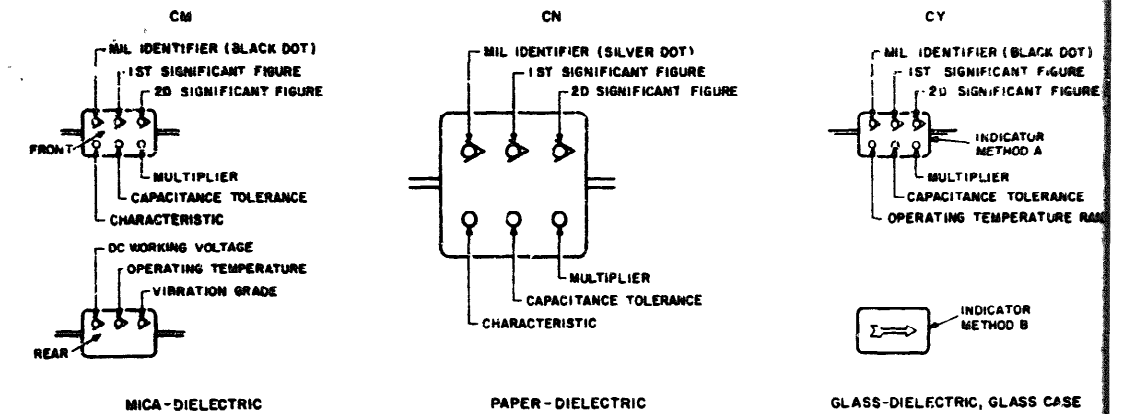 CM
MIL IDENTIFIER (BLACK DOT)
1ST SIGNIFICANT FIGURE
2D SIGNIFICANT FIGURE
FRONT
MULTIPLIER
CAPACITANCE TOLERANCE
CHARACTERISTIC
DC WORKING VOLTAGE
OPERATING TEMPERATURE
VIBRATION GRADE
REAR
MICA-DIELECTRIC
CN
MIL IDENTIFIER (SILVER DOT)
1ST SIGNIFICANT FIGURE
2D SIGNIFICANT FIGURE
MULTIPLIER
CAPACITANCE TOLERANCE
CHARACTERISTIC
PAPER-DIELECTRIC
CY
MIL IDENTIFIER (BLACK DOT)
1ST SIGNIFICANT FIGURE
2D SIGNIFICANT FIGURE
INDICATOR
METHOD A
MULTIPLIER
CAPACITANCE TOLERANCE
OPERATING TEMPERATURE RAN
INDICATOR
METHOD B
GLASS-DIELECTRIC, GLASS CASE